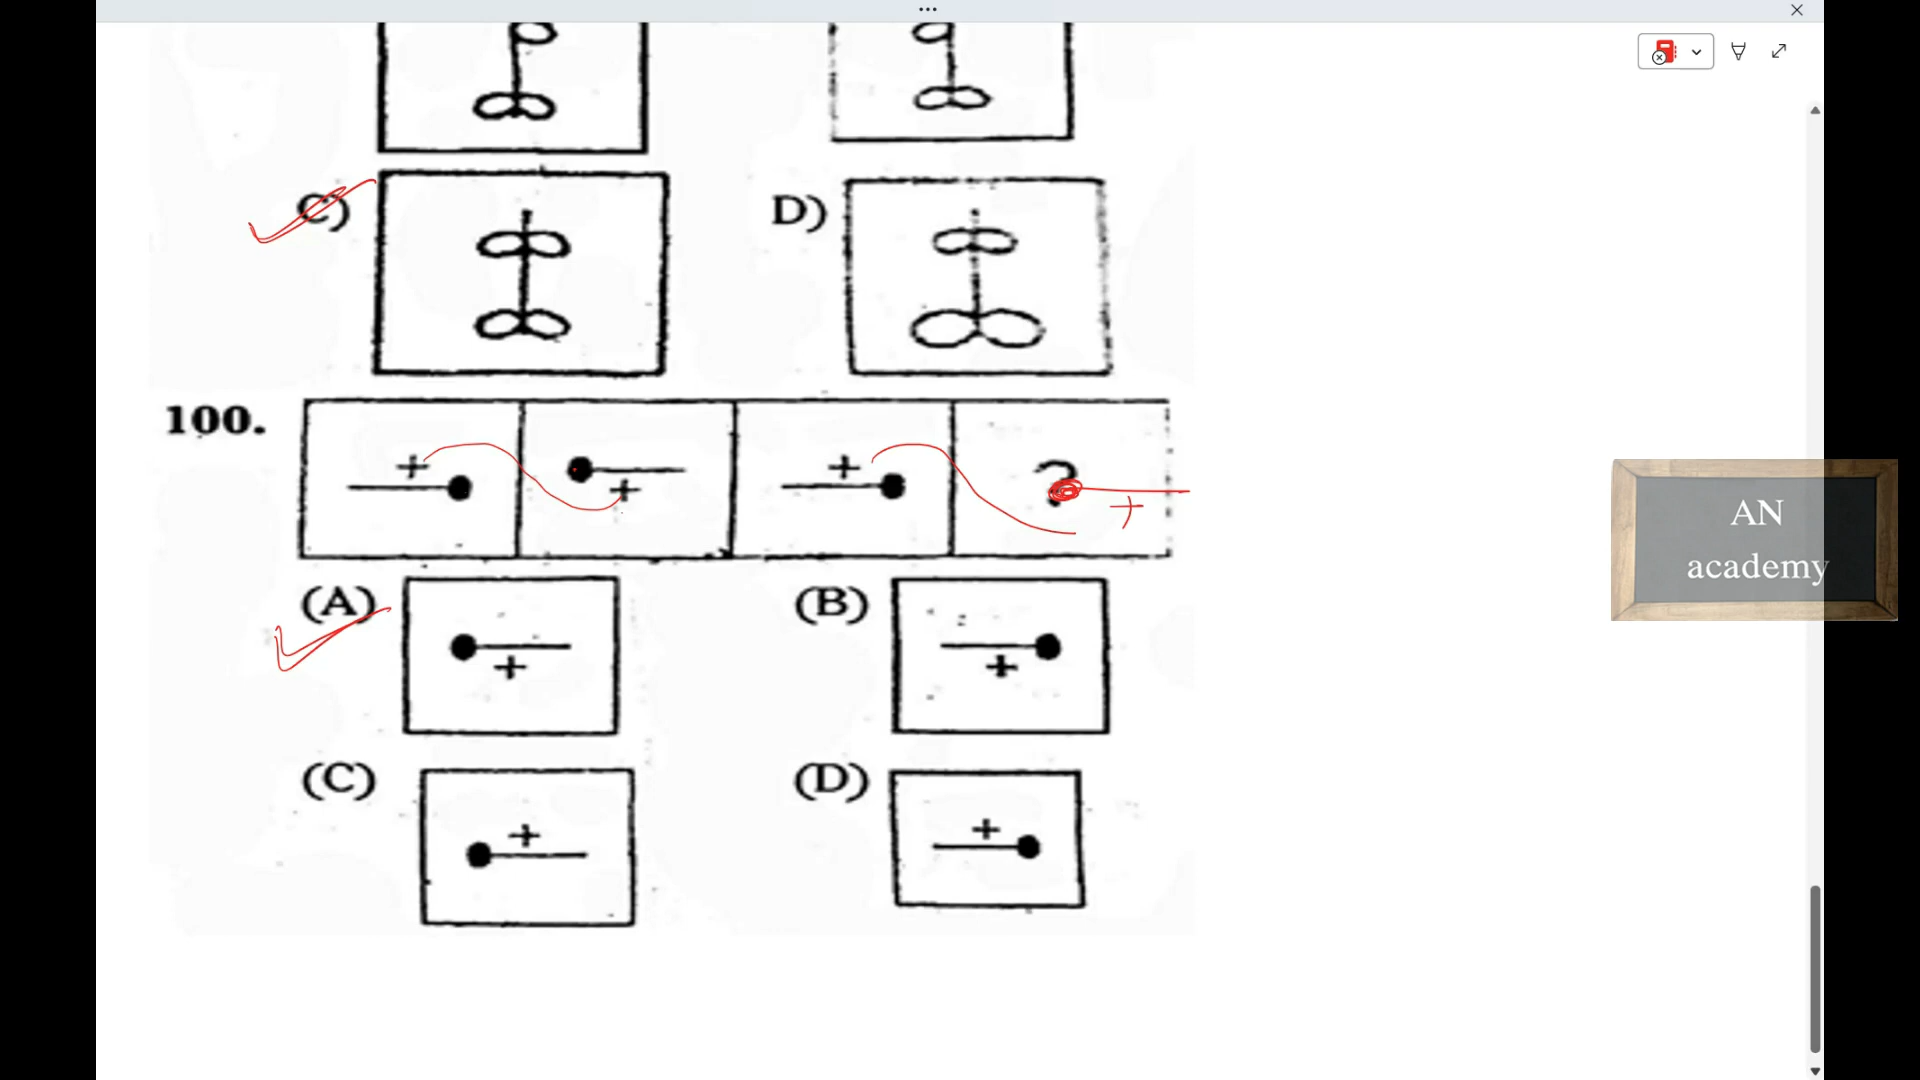 C)
D)
100.
+
+
+
?
+
(A)
(B)
+
+
(C)
(D)
+
+
AN
academy